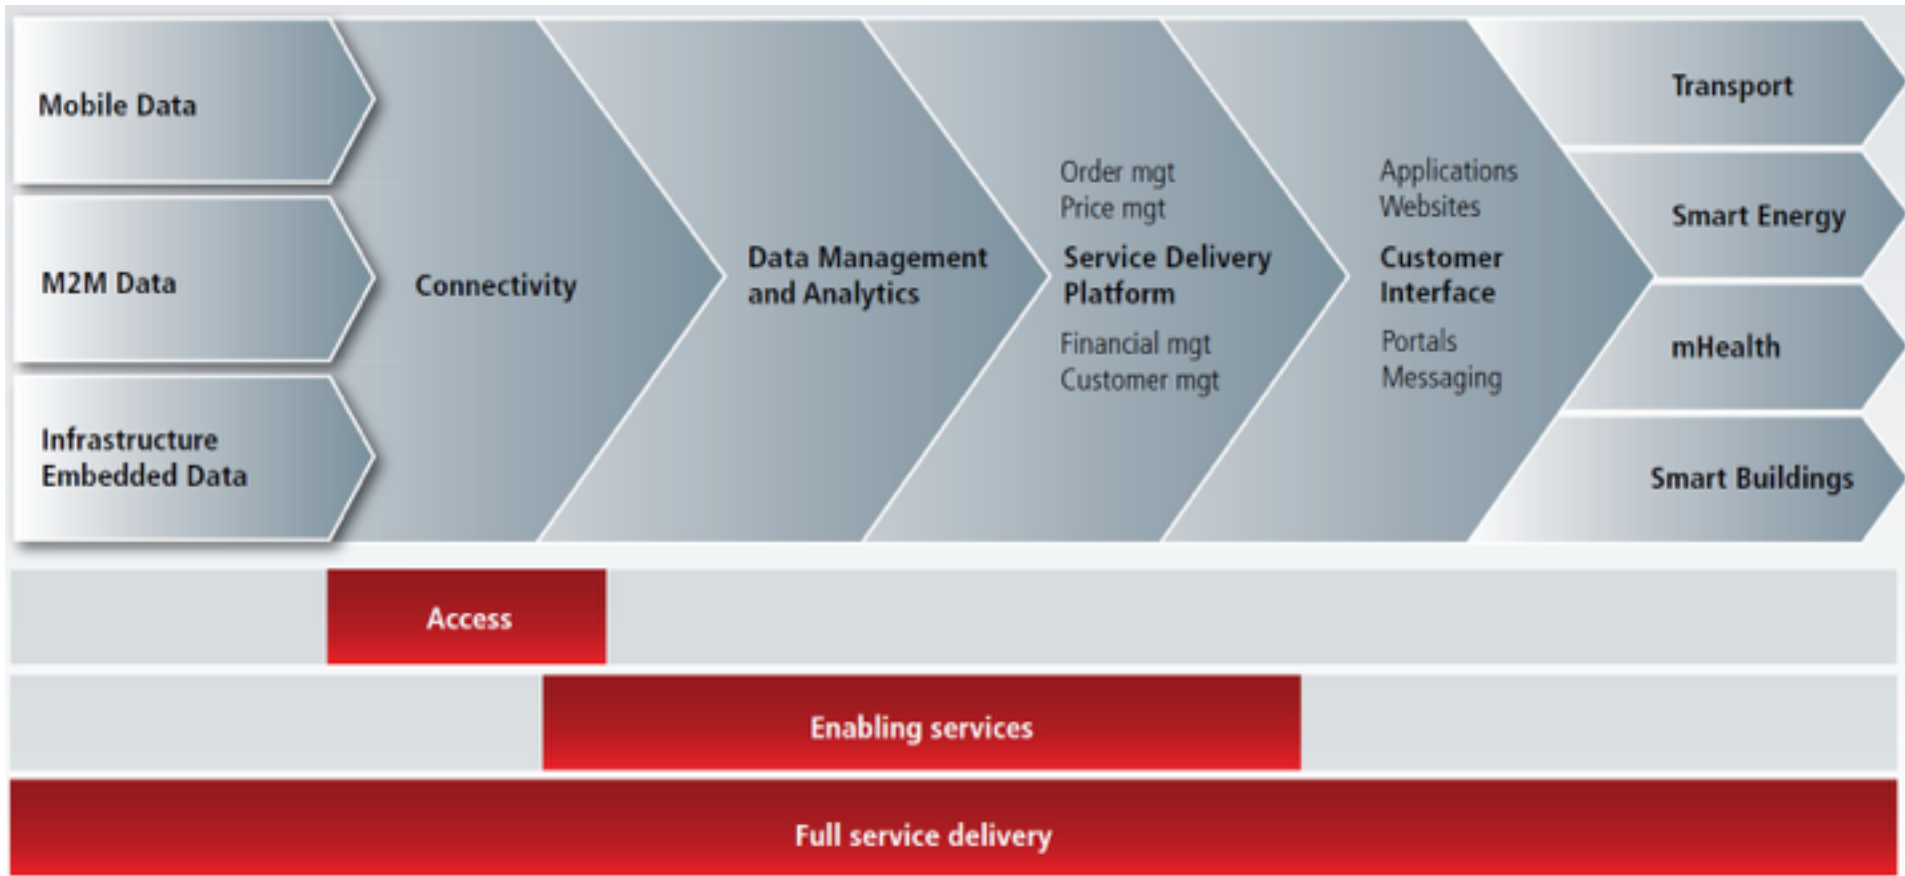 Mobile Data
M2M Data
Infrastructure
Embedded Data
Connectivity
Data Management
and Analytics
Order mgt
Price mgt
Service Delivery
Platform
Financial mgt
Customer mgt
Applications
Websites
Customer
Interface
Portals
Messaging
Transport
Smart Energy
mHealth
Smart Buildings
Access
Enabling services
Full service delivery